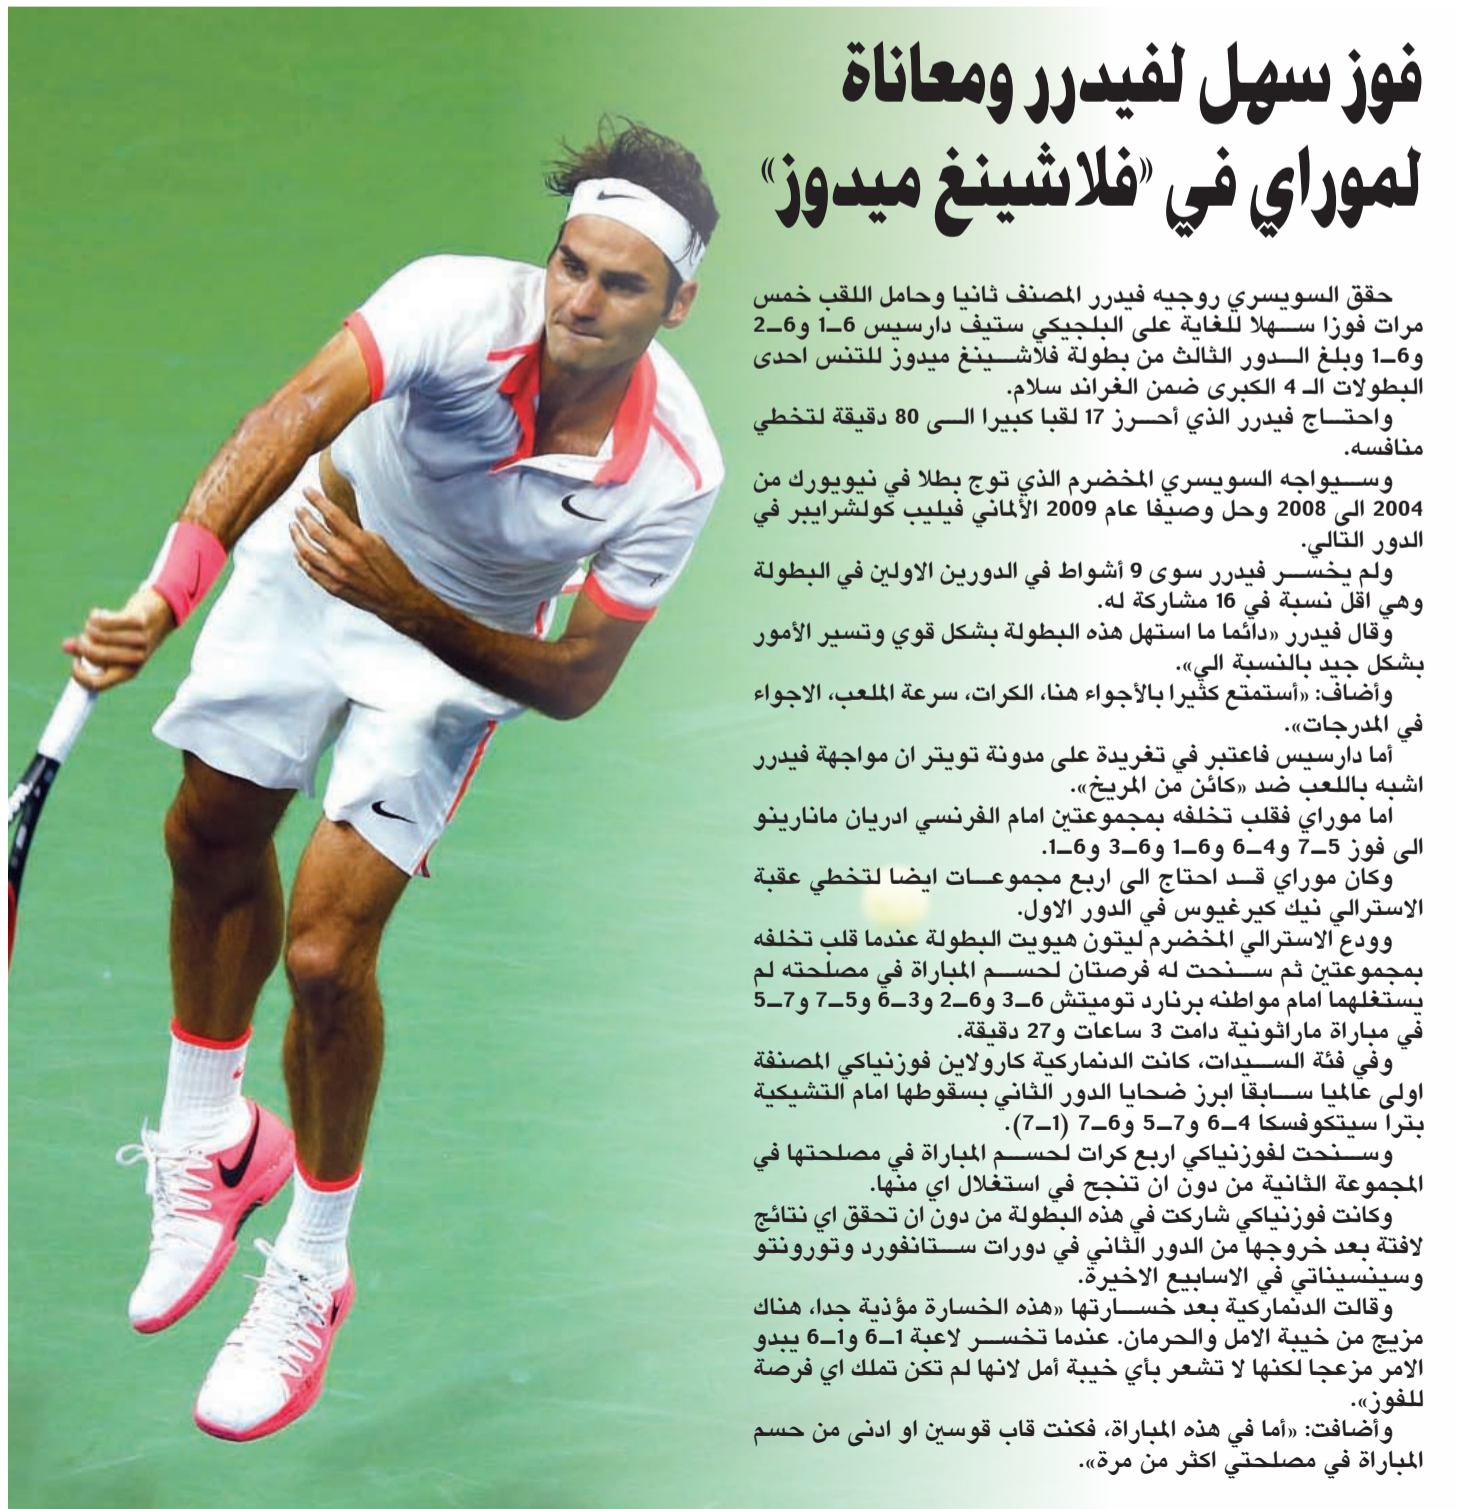 فوز سهل لفيدرر ومعاناة
لموراي في «فلاشينغ ميدوز»
حقق السويسري روجيه فيدرر المصنف ثانيا وحامل اللقب خمس
مرات فوزا سهلا للغاية على البلجيكي ستيف دارسيس 6ـ1 و6ـ2
و6ـ1 وبلغ الدور الثالث من بطولة فلاشينغ ميدوز للتنس احدى
البطولات الـ 4 الكبرى ضمن الغراند سلام.
واحتاج فيدرر الذي أحرز 17 لقبا كبيرا الى 80 دقيقة لتخطي
منافسه.
وسيواجه السويسري المخضرم الذي توج بطلا في نيويورك من
2004 الى 2008 وحل وصيفا عام 2009 الألماني فيليب كولشرايبر في
الدور التالي.
ولم يخسر فيدرر سوى 9 أشواط في الدورين الاولين في البطولة
وهي اقل نسبة في 16 مشاركة له.
وقال فيدرر «دائما ما استهل هذه البطولة بشكل قوي وتسير الأمور
بشكل جيد بالنسبة الي».
وأضاف: «أستمتع كثيرا بالأجواء هنا، الكرات، سرعة الملعب، الاجواء
في المدرجات».
أما دارسيس فاعتبر في تغريدة على مدونة تويتر ان مواجهة فيدرر
اشبه باللعب ضد «كائن من المريخ».
اما موراي فقلب تخلفه بمجموعتين امام الفرنسي ادريان مانارينو
الى فوز 5ـ7 و4ـ6 و6ـ1 و6ـ3 و6ـ1.
وكان موراي قد احتاج الى اربع مجموعات ايضا لتخطي عقبة
الاسترالي نيك كيرغيوس في الدور الاول.
وودع الاسترالي المخضرم ليتون هيويت البطولة عندما قلب تخلفه
بمجموعتين ثم سنحت له فرصتان لحسم المباراة في مصلحته لم
يستغلهما امام مواطنه برنارد توميتش 6ـ3 و6ـ2 و3ـ6 و5ـ7 و7ـ5
في مباراة ماراثونية دامت 3 ساعات و27 دقيقة.
وفي فئة السيدات، كانت الدنماركية كارولاين فوزنياكي المصنفة
اولى عالميا سابقا ابرز ضحايا الدور الثاني بسقوطها امام التشيكية
بترا سيتكوفسكا 4ـ6 و7ـ5 و6ـ7 (1ـ7).
وسنحت لفوزنياكي اربع كرات لحسم المباراة في مصلحتها في
المجموعة الثانية من دون ان تنجح في استغلال اي منها.
وكانت فوزنياكي شاركت في هذه البطولة من دون ان تحقق اي نتائج
لافتة بعد خروجها من الدور الثاني في دورات ستانفورد وتورونتو
وسينسيناتي في الاسابيع الاخيرة.
وقالت الدنماركية بعد خسارتها «هذه الخسارة مؤذية جدا، هناك
مزيج من خيبة الامل والحرمان. عندما تخسر لاعبة 1ـ6 و1ـ6 يبدو
الامر مزعجا لكنها لا تشعر بأي خيبة أمل لانها لم تكن تملك اي فرصة
للفوز».
وأضافت: «أما في هذه المباراة، فكنت قاب قوسين او ادنى من حسم
المباراة في مصلحتي اكثر من مرة».